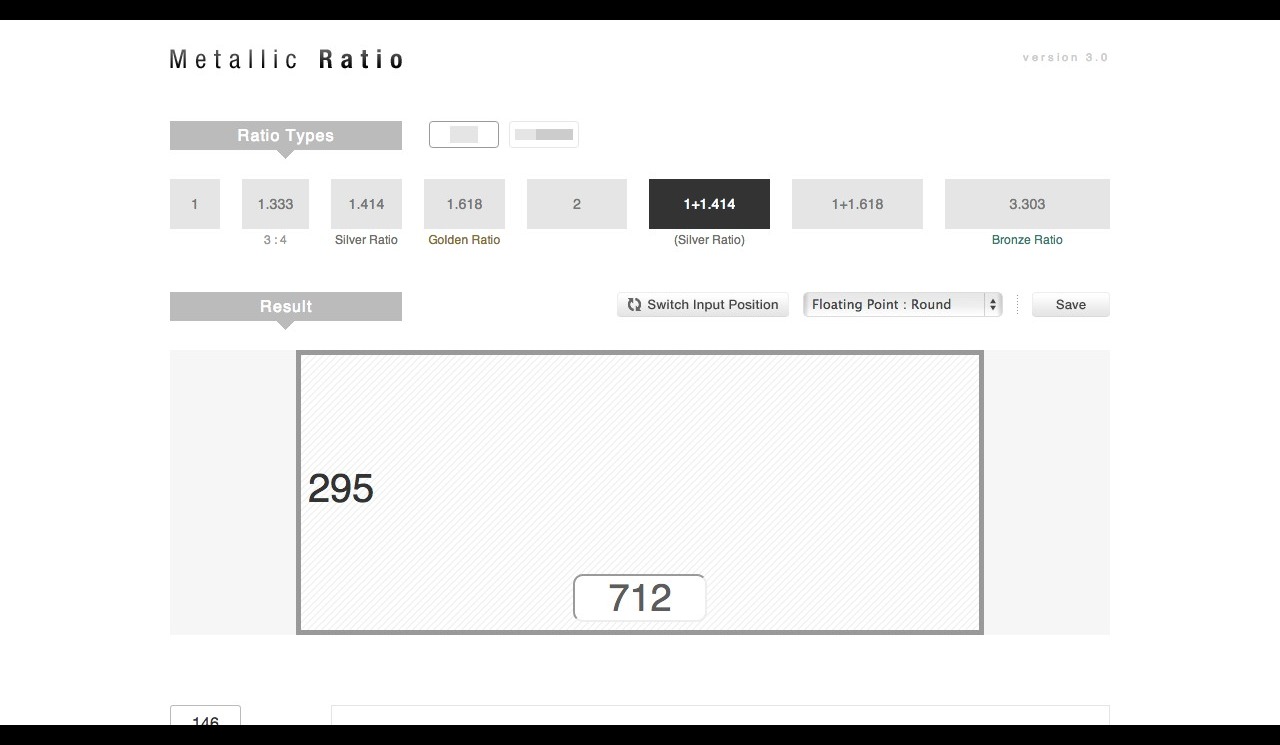 Metallic Ratio
version 3.0
Ratio Types
1
1.333
1.414
1.618
2
1+1.414
1+1.618
3.303
3 : 4
Silver Ratio
Golden Ratio
(Silver Ratio)
Bronze Ratio
Result
Switch Input Position
Floating Point : Round
Save
295
712
146